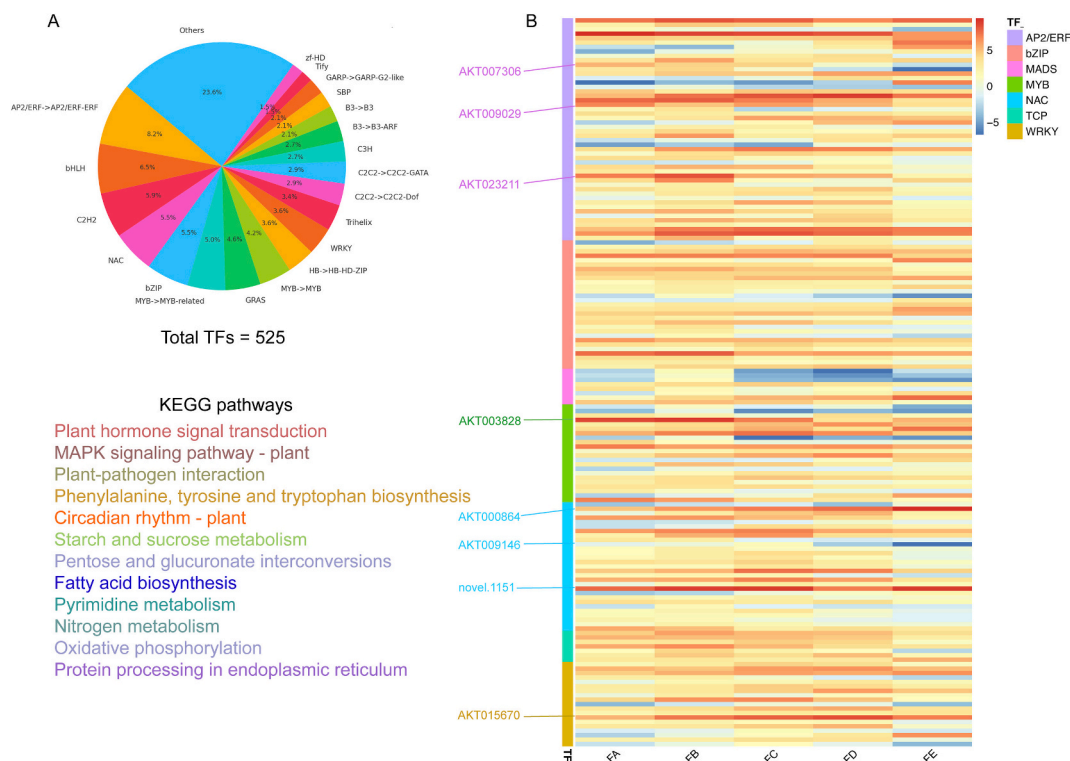 A
Others
zf-HD
Tify
GARP->GARP-G2-like
SBP
B3->B3
B3->B3-ARF
C3H
C2C2->C2C2-GATA
C2C2->C2C2-Dof
Trihelix
WRKY
HB->HB-HD-ZIP
MYB->MYB
GRAS
MYB->MYB-related
bZIP
NAC
C2H2
bHLH
AP2/ERF->AP2/ERF-ERF
23.6%
1.5%
2.1%
2.1%
2.1%
2.7%
2.7%
2.9%
2.9%
3.4%
3.6%
3.6%
4.2%
4.6%
5.0%
5.5%
5.5%
5.9%
6.5%
8.2%
Total TFs = 525
KEGG pathways
Plant hormone signal transduction
MAPK signaling pathway - plant
Plant-pathogen interaction
Phenylalanine, tyrosine and tryptophan biosynthesis
Circadian rhythm - plant
Starch and sucrose metabolism
Pentose and glucuronate interconversions
Fatty acid biosynthesis
Pyrimidine metabolism
Nitrogen metabolism
Oxidative phosphorylation
Protein processing in endoplasmic reticulum
B
AKT007306
AKT009029
AKT023211
AKT003828
AKT000864
AKT009146
novel.1151
AKT015670
TF
FA
FB
FC
FD
FE
5
0
−5
TF_
AP2/ERF
bZIP
MADS
MYB
NAC
TCP
WRKY